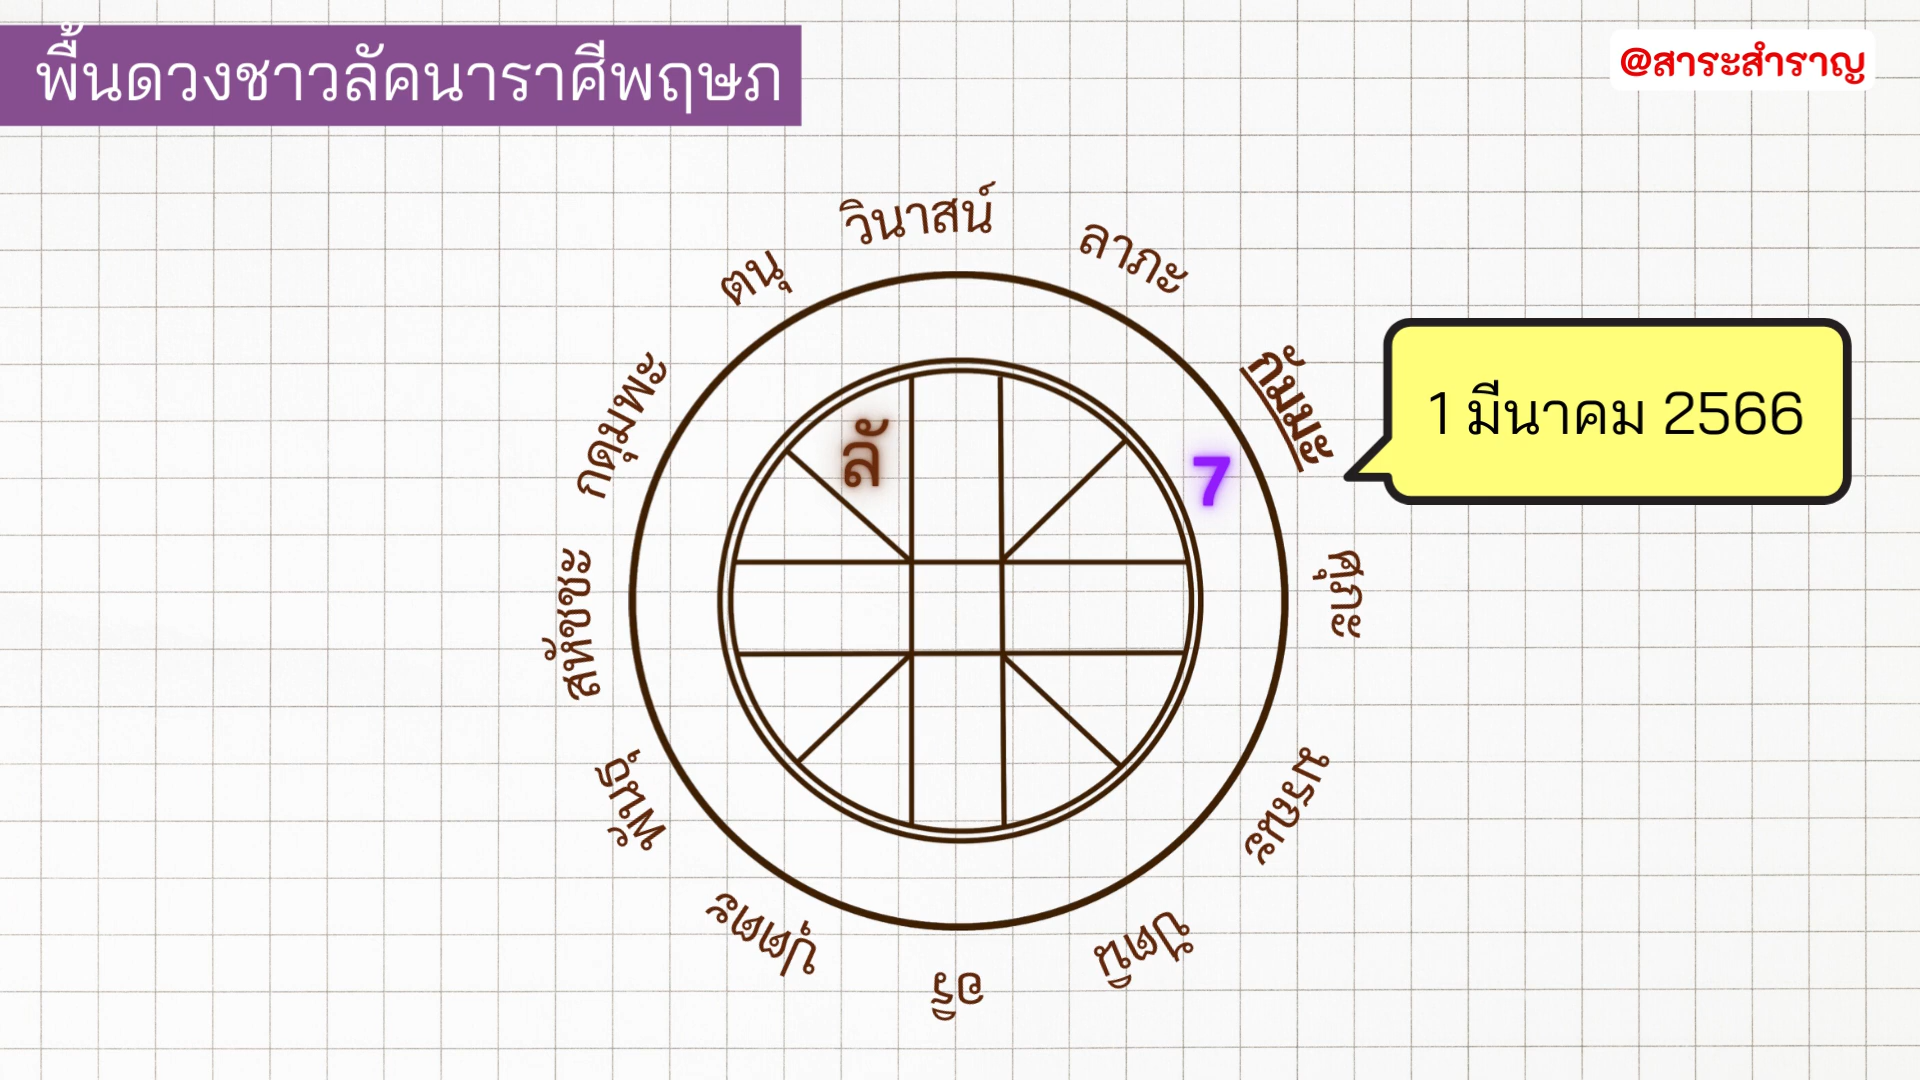 พื้นดวงชาวลัคนาราศีพฤษภ
@สาระสำราญ
วินาสน์
ลาภะ
ตนุ
กัมมะ
กดุมพะ
1 มีนาคม 2566
ลั
7
ศุภะ
สหัชชะ
มรณะ
พันธุ
ปุตตะ
ปัตนิ
อริ